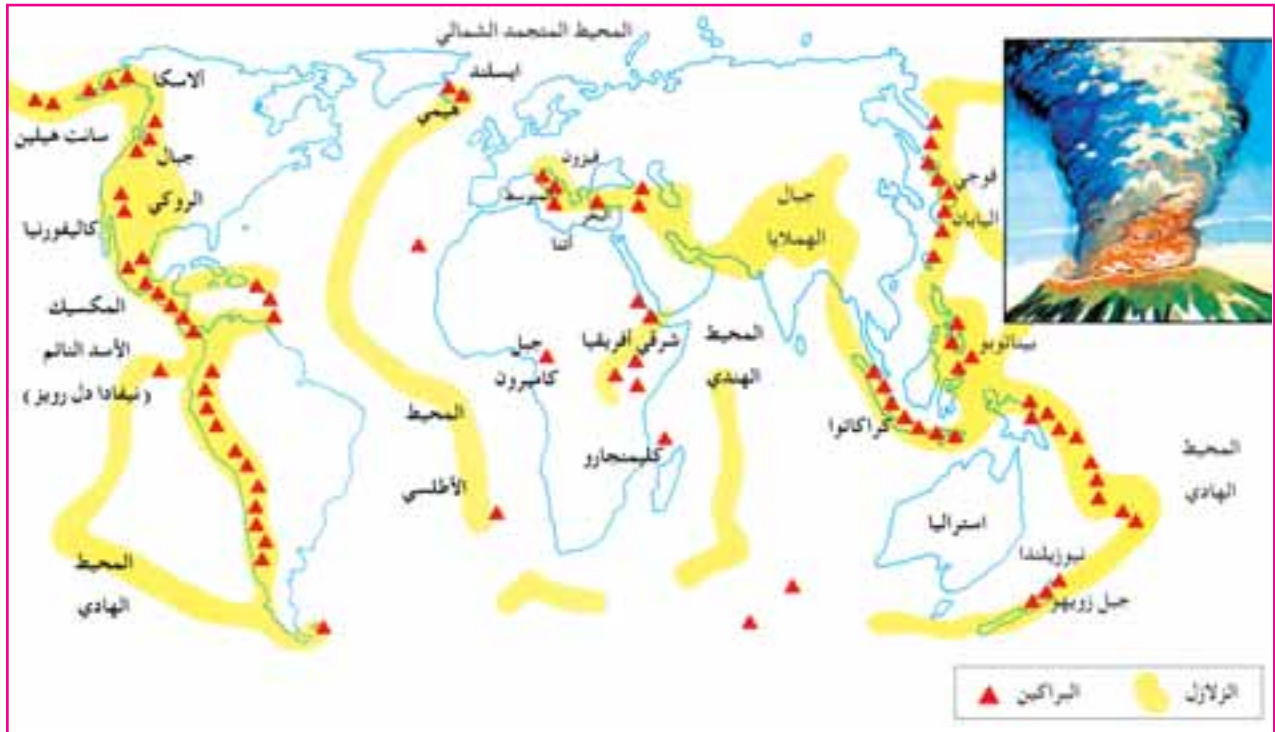 المحيط المتجمد الشمالي
ايسلند
هيمي
ألاسكا
سانت هيلين
جبال
الروكي
كاليفورنيا
المكسيك
الأسد النائم
(نيفادا دل رويز)
المحيط
الهادي
المحيط
الأطلسي
فيزوف
المتوسط
البحر
أتنا
جبال
الهملايا
فوجي
اليابان
شرقي أفريقيا
جبل
كاميرون
كليمنجارو
المحيط
الهندي
بيناتوبو
كراكاتوا
المحيط
الهادي
استراليا
نيوزيلندا
جبل
الزلازل
البراكين